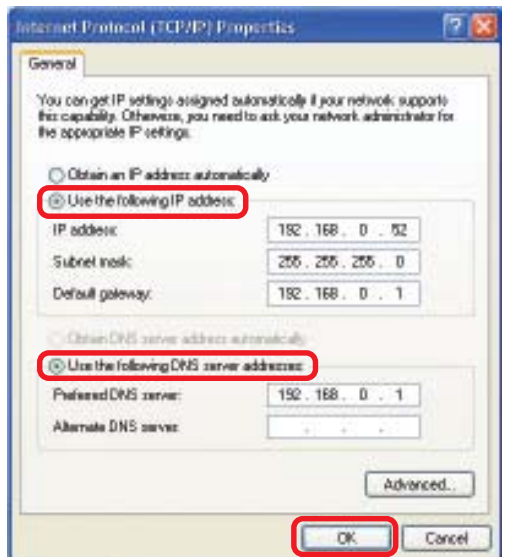 Internet Protocol (TCP/IP) Properties
General
You can get IP settings assigned automatically if your network supports
this capability. Otherwise, you need to ask your network administrator for
the appropriate IP settings.
Obtain an IP address automatically
Use the following IP address:
IP address: 192 . 168 . 0 . 52
Subnet mask: 255 . 255 . 255 . 0
Default gateway: 192 . 168 . 0 . 1
Obtain DNS server address automatically
Use the following DNS server addresses:
Preferred DNS server: 192 . 168 . 0 . 1
Alternate DNS server: . . .
Advanced...
OK
Cancel